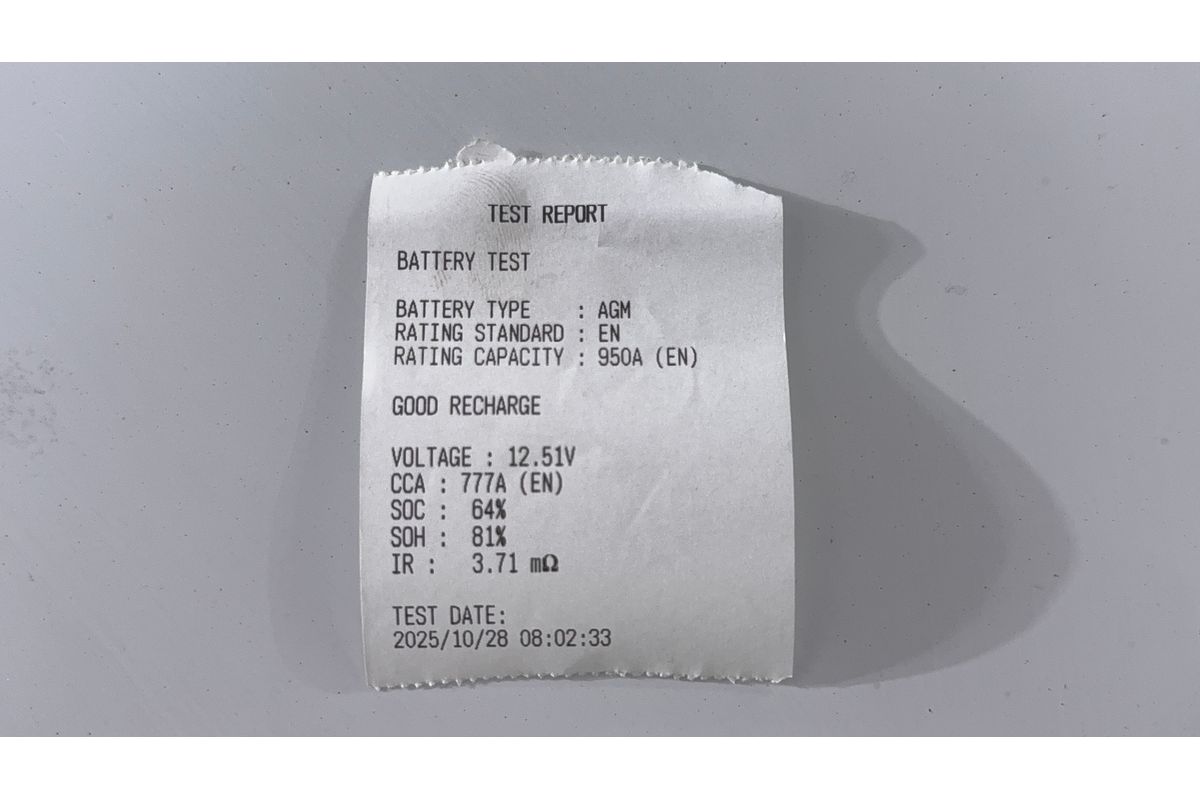 TEST REPORT
BATTERY TEST
BATTERY TYPE : AGM
RATING STANDARD : EN
RATING CAPACITY : 950A (EN)
GOOD RECHARGE
VOLTAGE : 12.51V
CCA : 777A (EN)
SOC : 64%
SOH : 81%
IR : 3.71 mΩ
TEST DATE:
2025/10/28 08:02:33